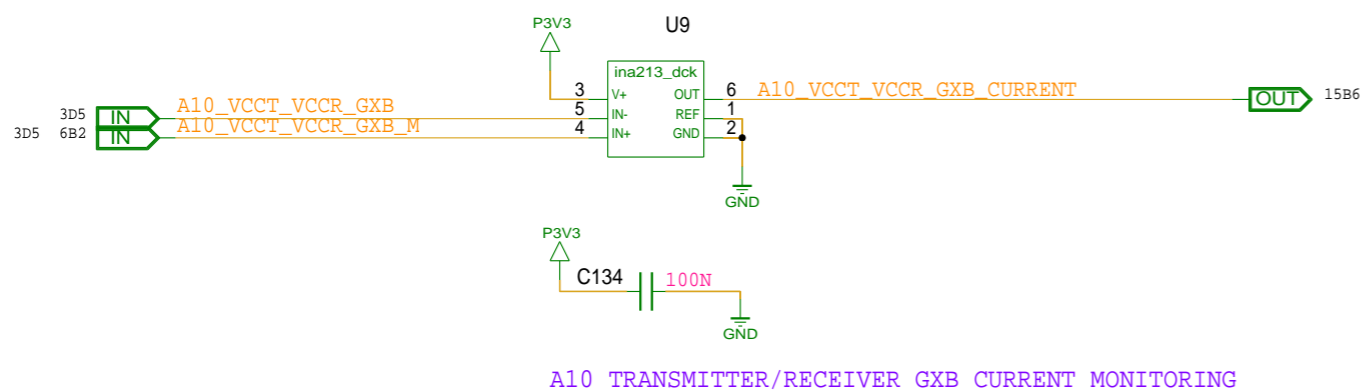 P3V3
U9
ina213_dck
3 V+ OUT 6 A10_VCCT_VCCR_GXB_CURRENT OUT 15B6
3D5 IN A10_VCCT_VCCR_GXB 5 IN- REF 1
3D5 6B2 IN A10_VCCT_VCCR_GXB_M 4 IN+ GND 2
GND
P3V3
C134 100N
GND
A10 TRANSMITTER/RECEIVER GXB CURRENT MONITORING